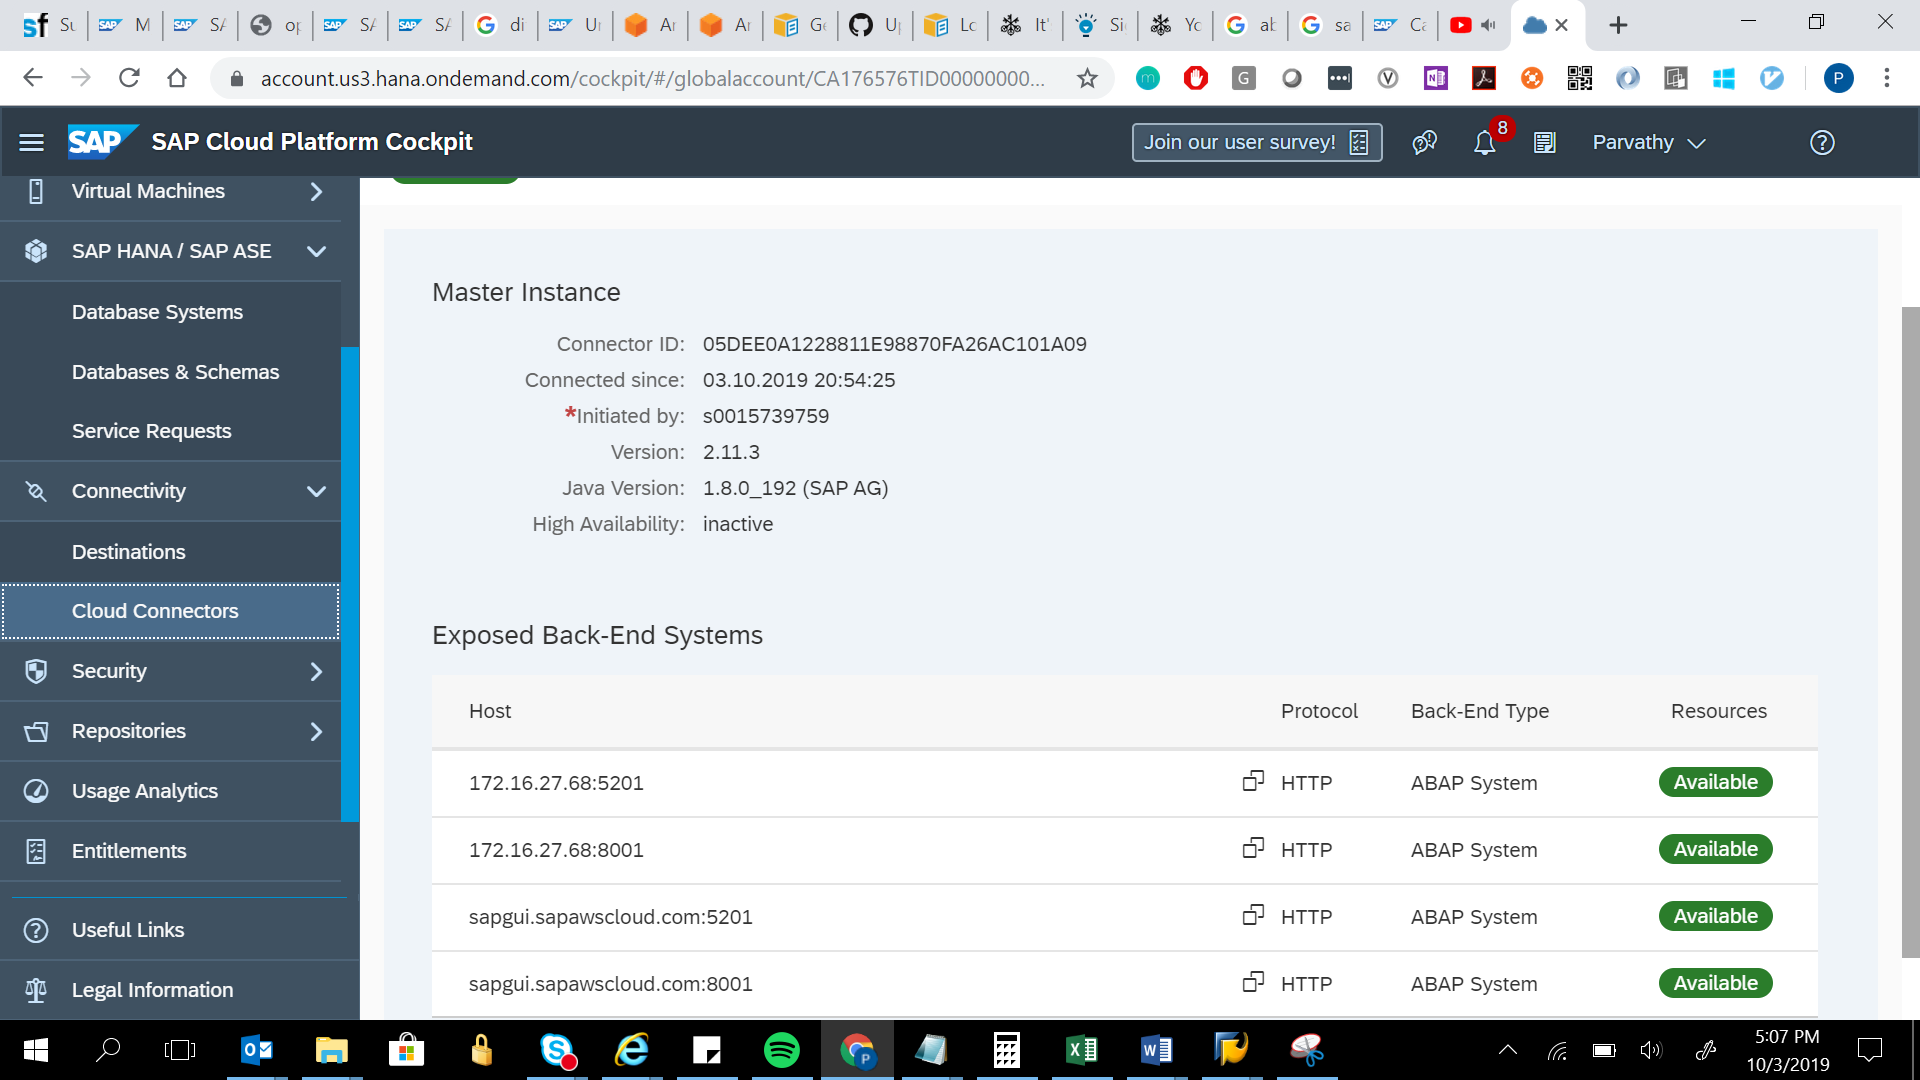 account.us3.hana.ondemand.com/cockpit/#/globalaccount/CA176576TID00000000...
SAP SAP Cloud Platform Cockpit
Join our user survey!
8
Parvathy
Virtual Machines
SAP HANA / SAP ASE
Database Systems
Databases & Schemas
Service Requests
Connectivity
Destinations
Cloud Connectors
Security
Repositories
Usage Analytics
Entitlements
Useful Links
Legal Information
Master Instance
Connector ID: 05DEE0A1228811E98870FA26AC101A09
Connected since: 03.10.2019 20:54:25
*Initiated by: s0015739759
Version: 2.11.3
Java Version: 1.8.0_192 (SAP AG)
High Availability: inactive
Exposed Back-End Systems
Host Protocol Back-End Type Resources
172.16.27.68:5201 HTTP ABAP System Available
172.16.27.68:8001 HTTP ABAP System Available
sapgui.sapawscloud.com:5201 HTTP ABAP System Available
sapgui.sapawscloud.com:8001 HTTP ABAP System Available
5:07 PM
10/3/2019